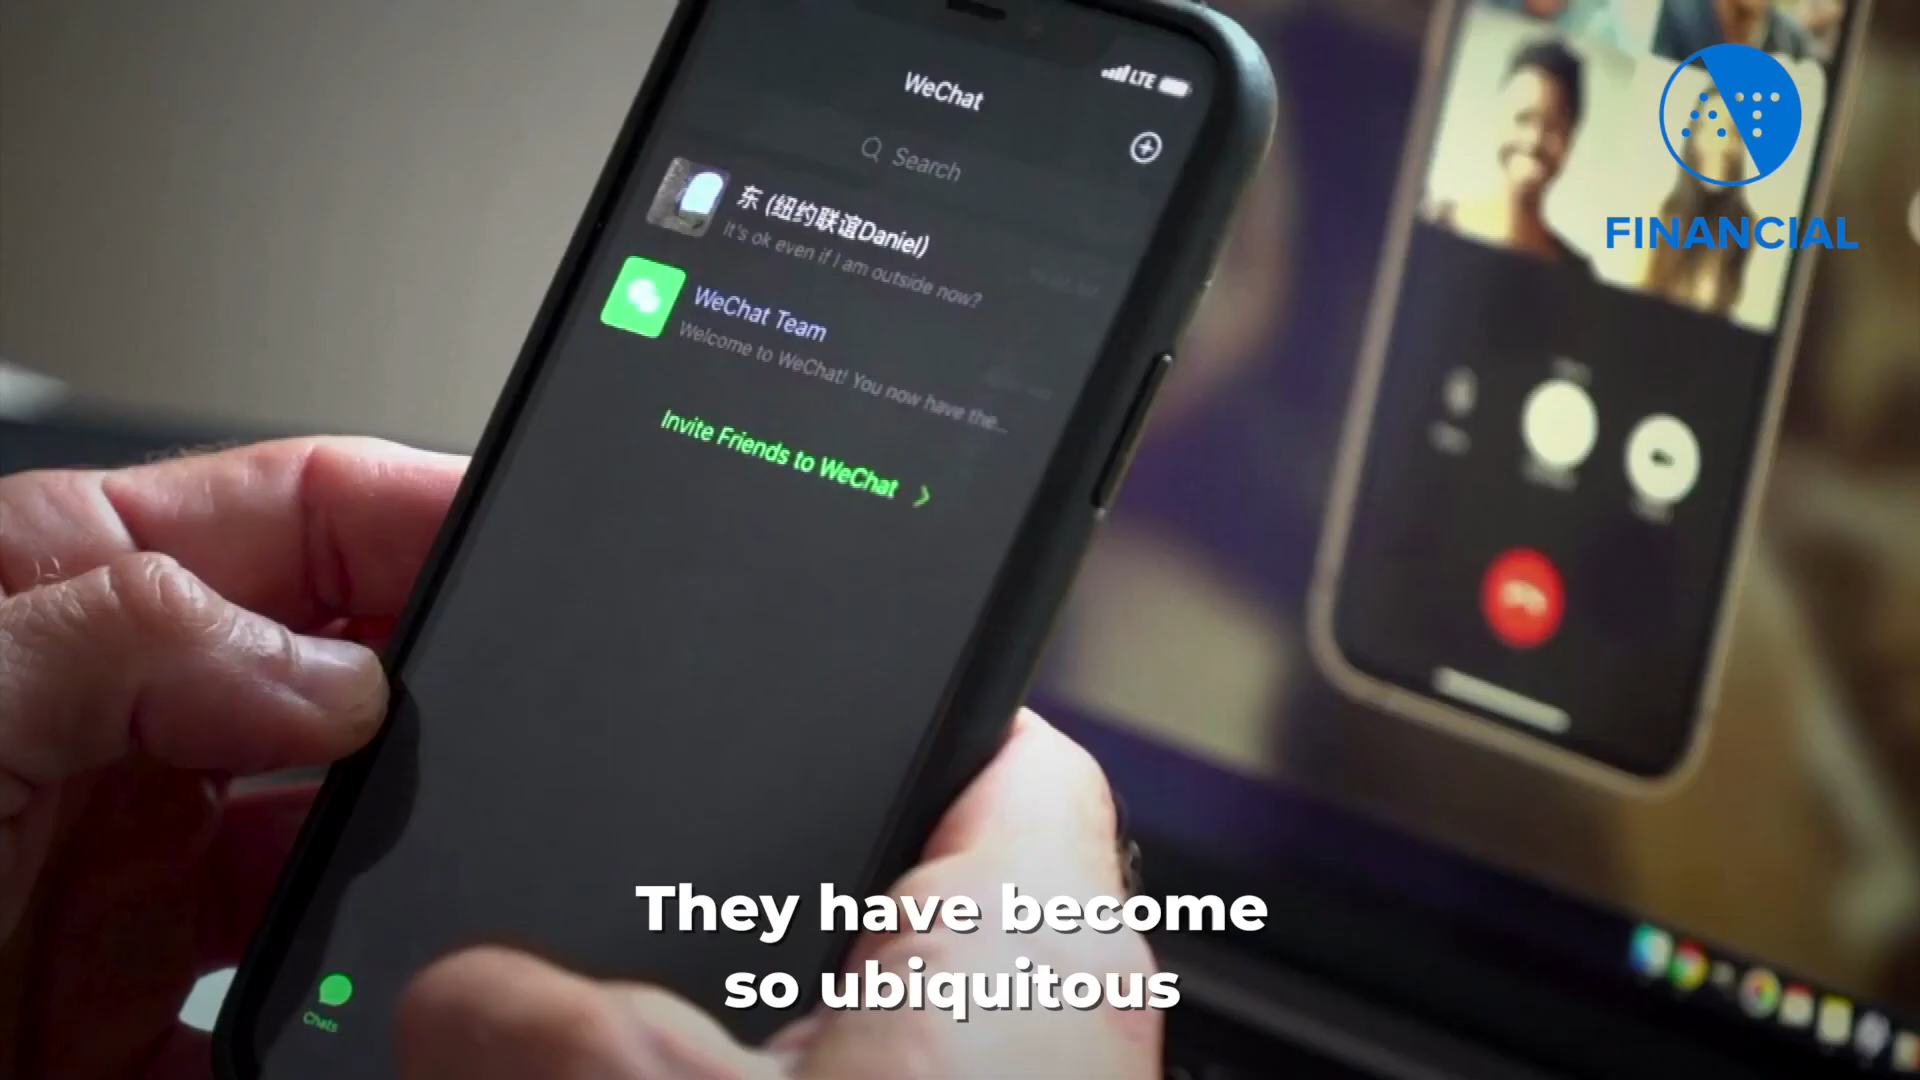 WeChat
LTE
Search
东 (纽约联谊Daniel)
It's ok even if I am outside now?
WeChat Team
Welcome to WeChat! You now have the...
Invite Friends to WeChat
Chats
AT
FINANCIAL
They have become
so ubiquitous